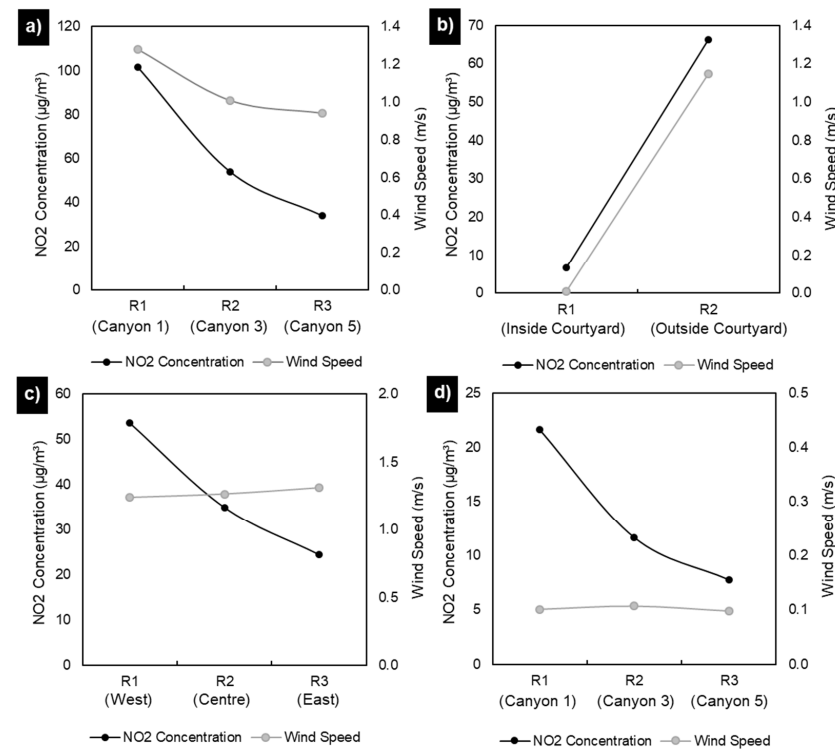 a)
120
100
80
60
40
20
0
NO2 Concentration (µg/m³)
1.4
1.2
1.0
0.8
0.6
0.4
0.2
0.0
Wind Speed (m/s)
R1 R2 R3
(Canyon 1) (Canyon 3) (Canyon 5)
NO2 Concentration Wind Speed
b)
70
60
50
40
30
20
10
0
NO2 Concentration (µg/m³)
1.4
1.2
1.0
0.8
0.6
0.4
0.2
0.0
Wind Speed (m/s)
R1 R2
(Inside Courtyard) (Outside Courtyard)
NO2 Concentration Wind Speed
c)
60
50
40
30
20
10
0
NO2 Concentration (µg/m³)
2.0
1.5
1.0
0.5
0.0
Wind Speed (m/s)
R1 R2 R3
(West) (Centre) (East)
NO2 Concentration Wind Speed
d)
25
20
15
10
5
0
NO2 Concentration (µg/m³)
0.5
0.4
0.3
0.2
0.1
0.0
Wind Speed (m/s)
R1 R2 R3
(Canyon 1) (Canyon 3) (Canyon 5)
NO2 Concentration Wind Speed